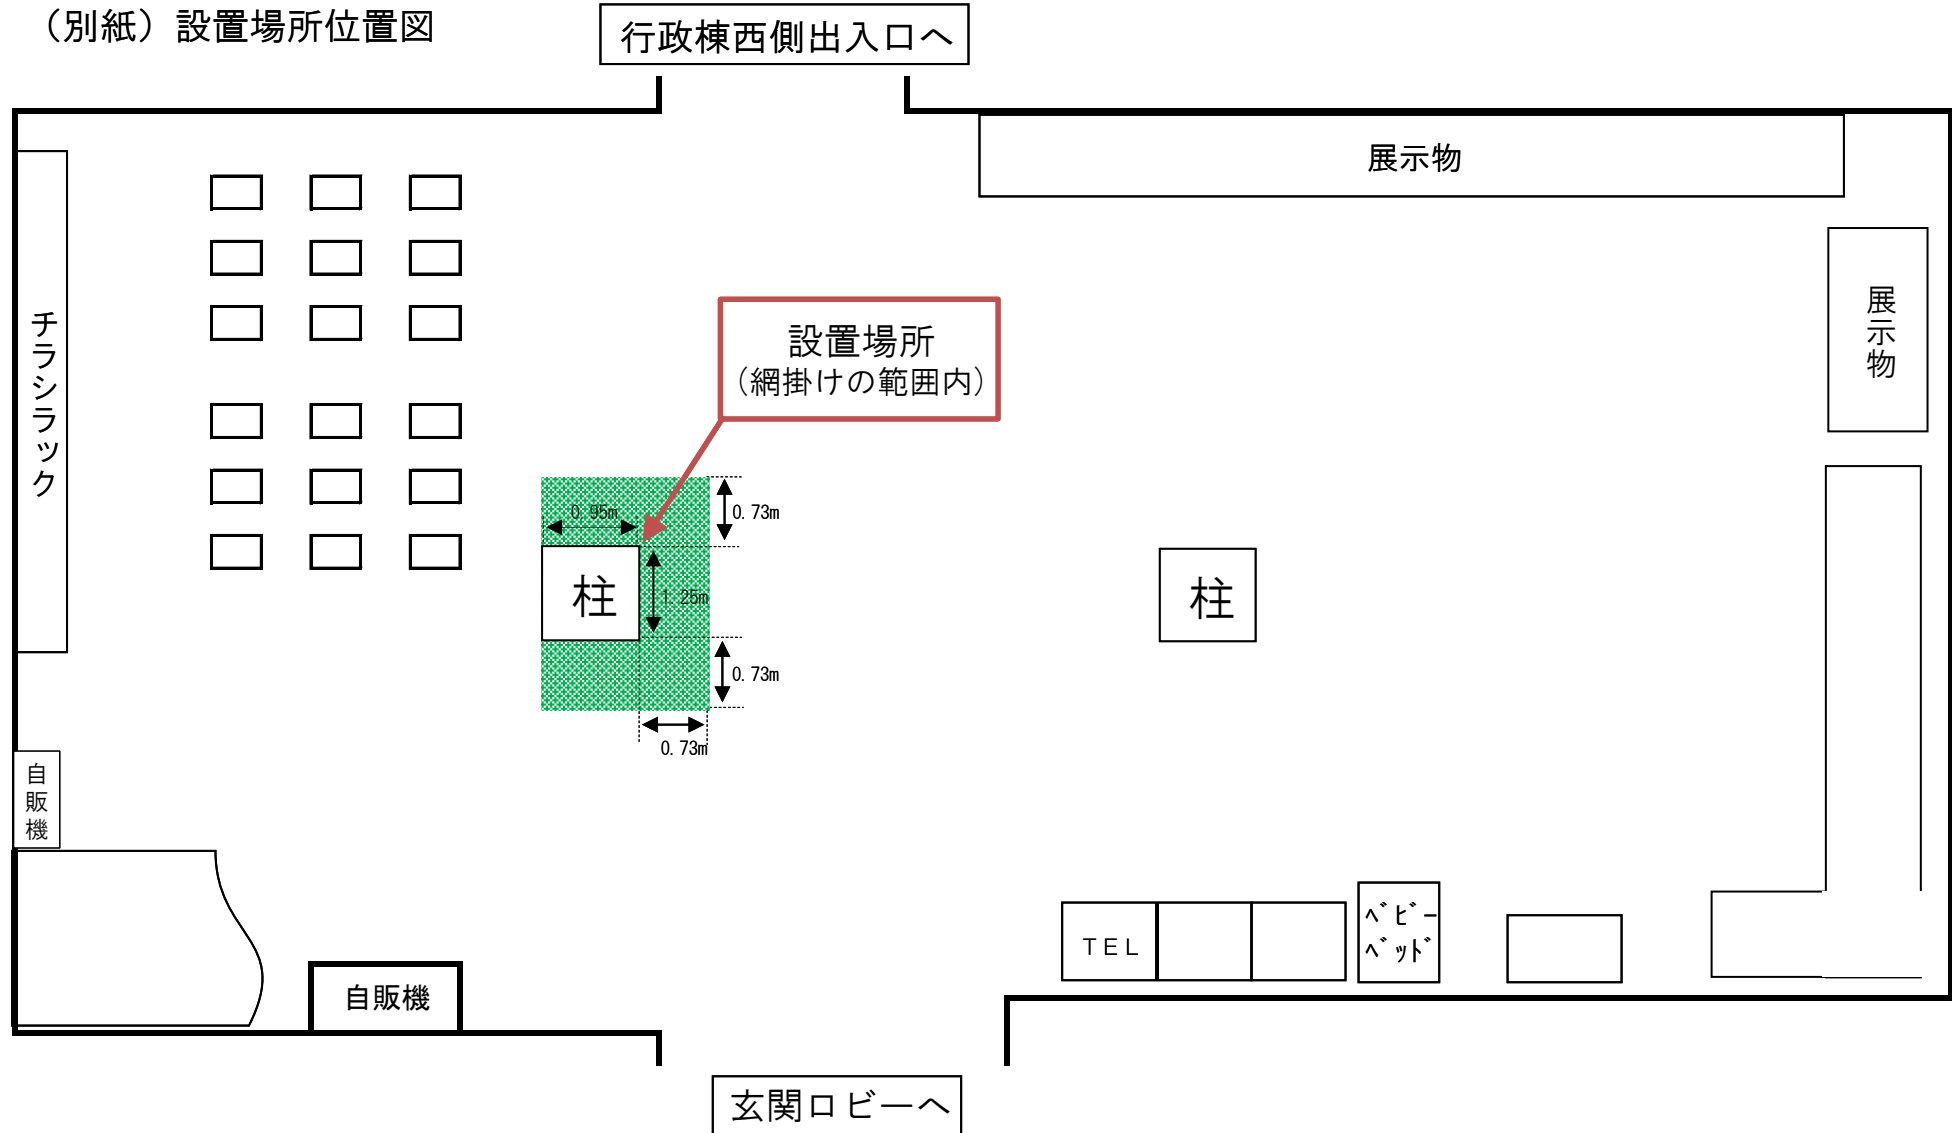 （別紙）設置場所位置図
行政棟西側出入口へ
展示物
展示物
チラシラック
設置場所
（網掛けの範囲内）
0.95m
0.73m
柱
1.25m
柱
0.73m
0.73m
自販機
ﾍﾞﾋﾞｰ
ﾍﾞｯﾄﾞ
ＴＥＬ
自販機
玄関ロビーへ